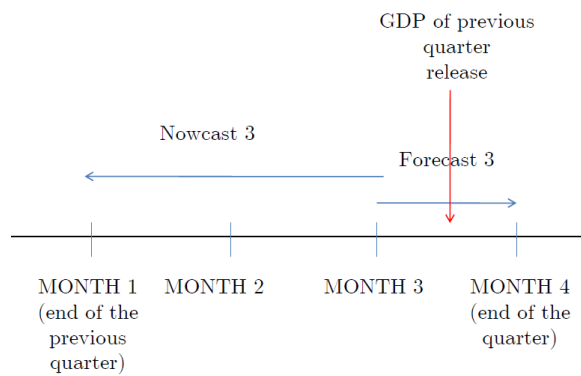 GDP of previous
quarter
release
Nowcast 3
Forecast 3
MONTH 1
(end of the
previous
quarter)
MONTH 2
MONTH 3
MONTH 4
(end of the
quarter)